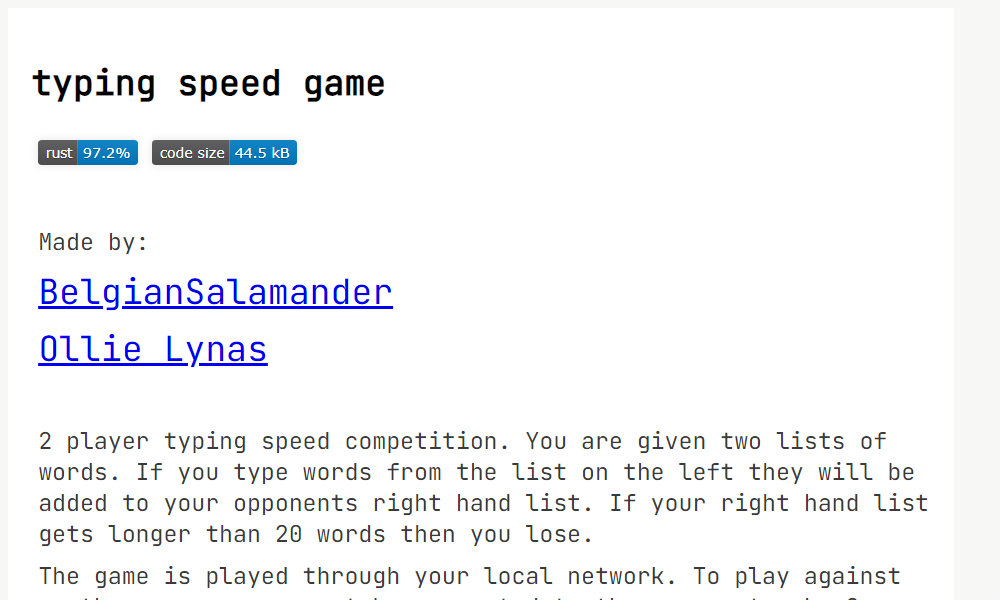 typing speed game
rust 97.2% code size 44.5 kB
Made by:
BelgianSalamander
Ollie Lynas
2 player typing speed competition. You are given two lists of
words. If you type words from the list on the left they will be
added to your opponents right hand list. If your right hand list
gets longer than 20 words then you lose.
The game is played through your local network. To play against